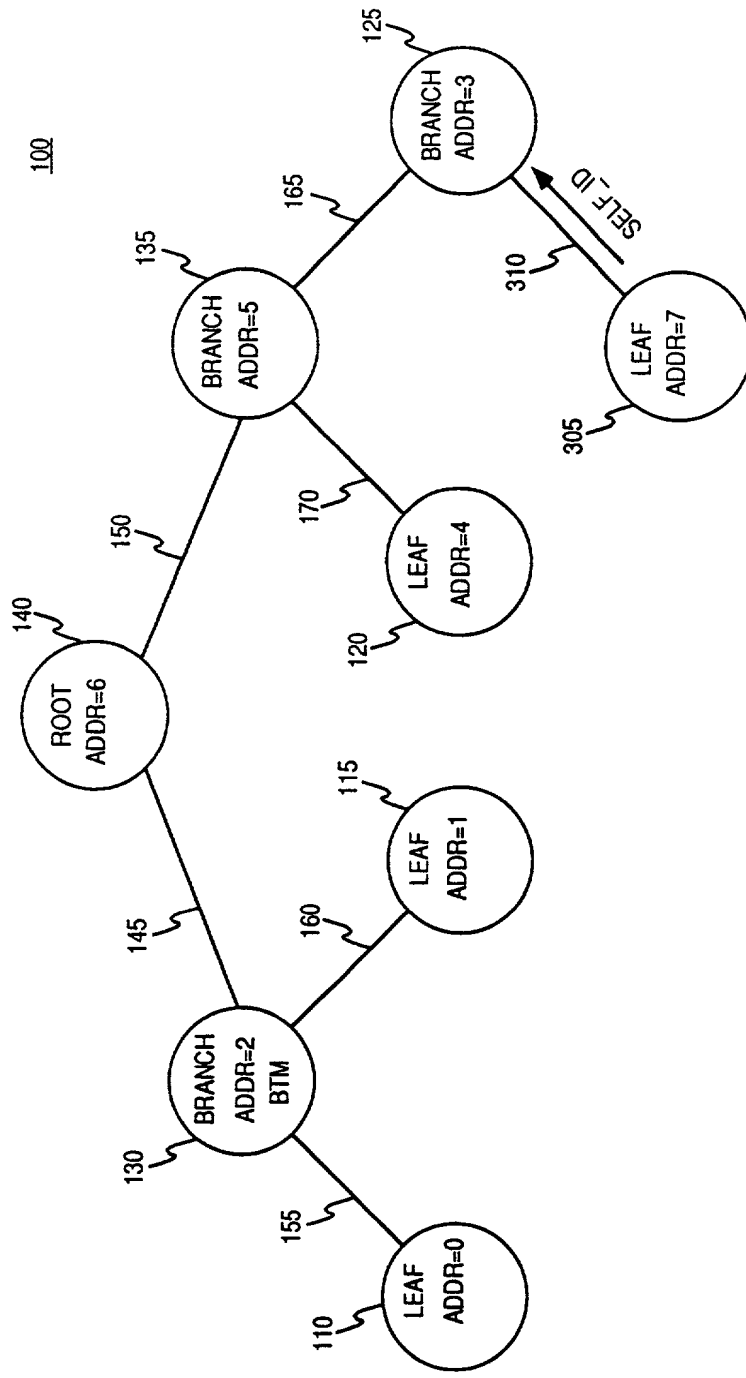 100
140
ROOT
ADDR=6
145
150
130
BRANCH
ADDR=2
BTM
135
BRANCH
ADDR=5
155
160
170
165
110
LEAF
ADDR=0
115
LEAF
ADDR=1
120
LEAF
ADDR=4
125
BRANCH
ADDR=3
310
SELF_ID
305
LEAF
ADDR=7